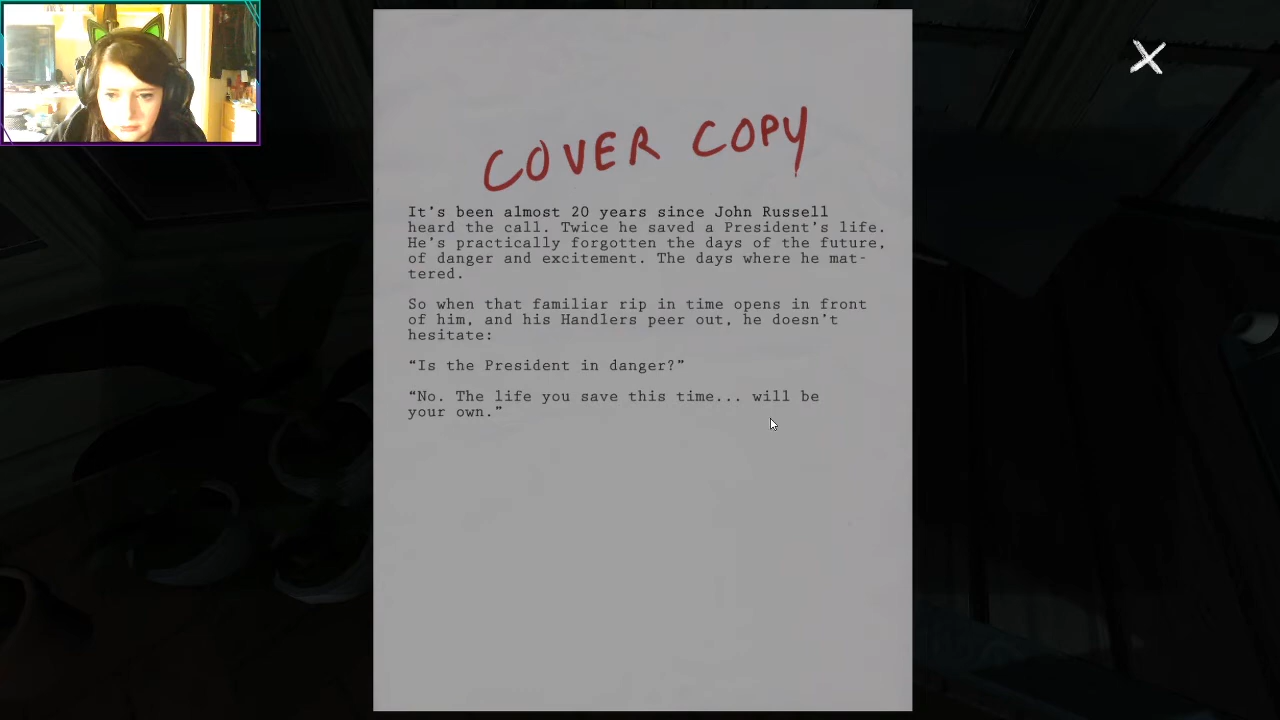 COVER COPY
It's been almost 20 years since John Russell
heard the call. Twice he saved a President's life.
He's practically forgotten the days of the future,
of danger and excitement. The days where he mat-
tered.
So when that familiar rip in time opens in front
of him, and his Handlers peer out, he doesn't
hesitate:
“Is the President in danger?”
“No. The life you save this time... will be
your own.”